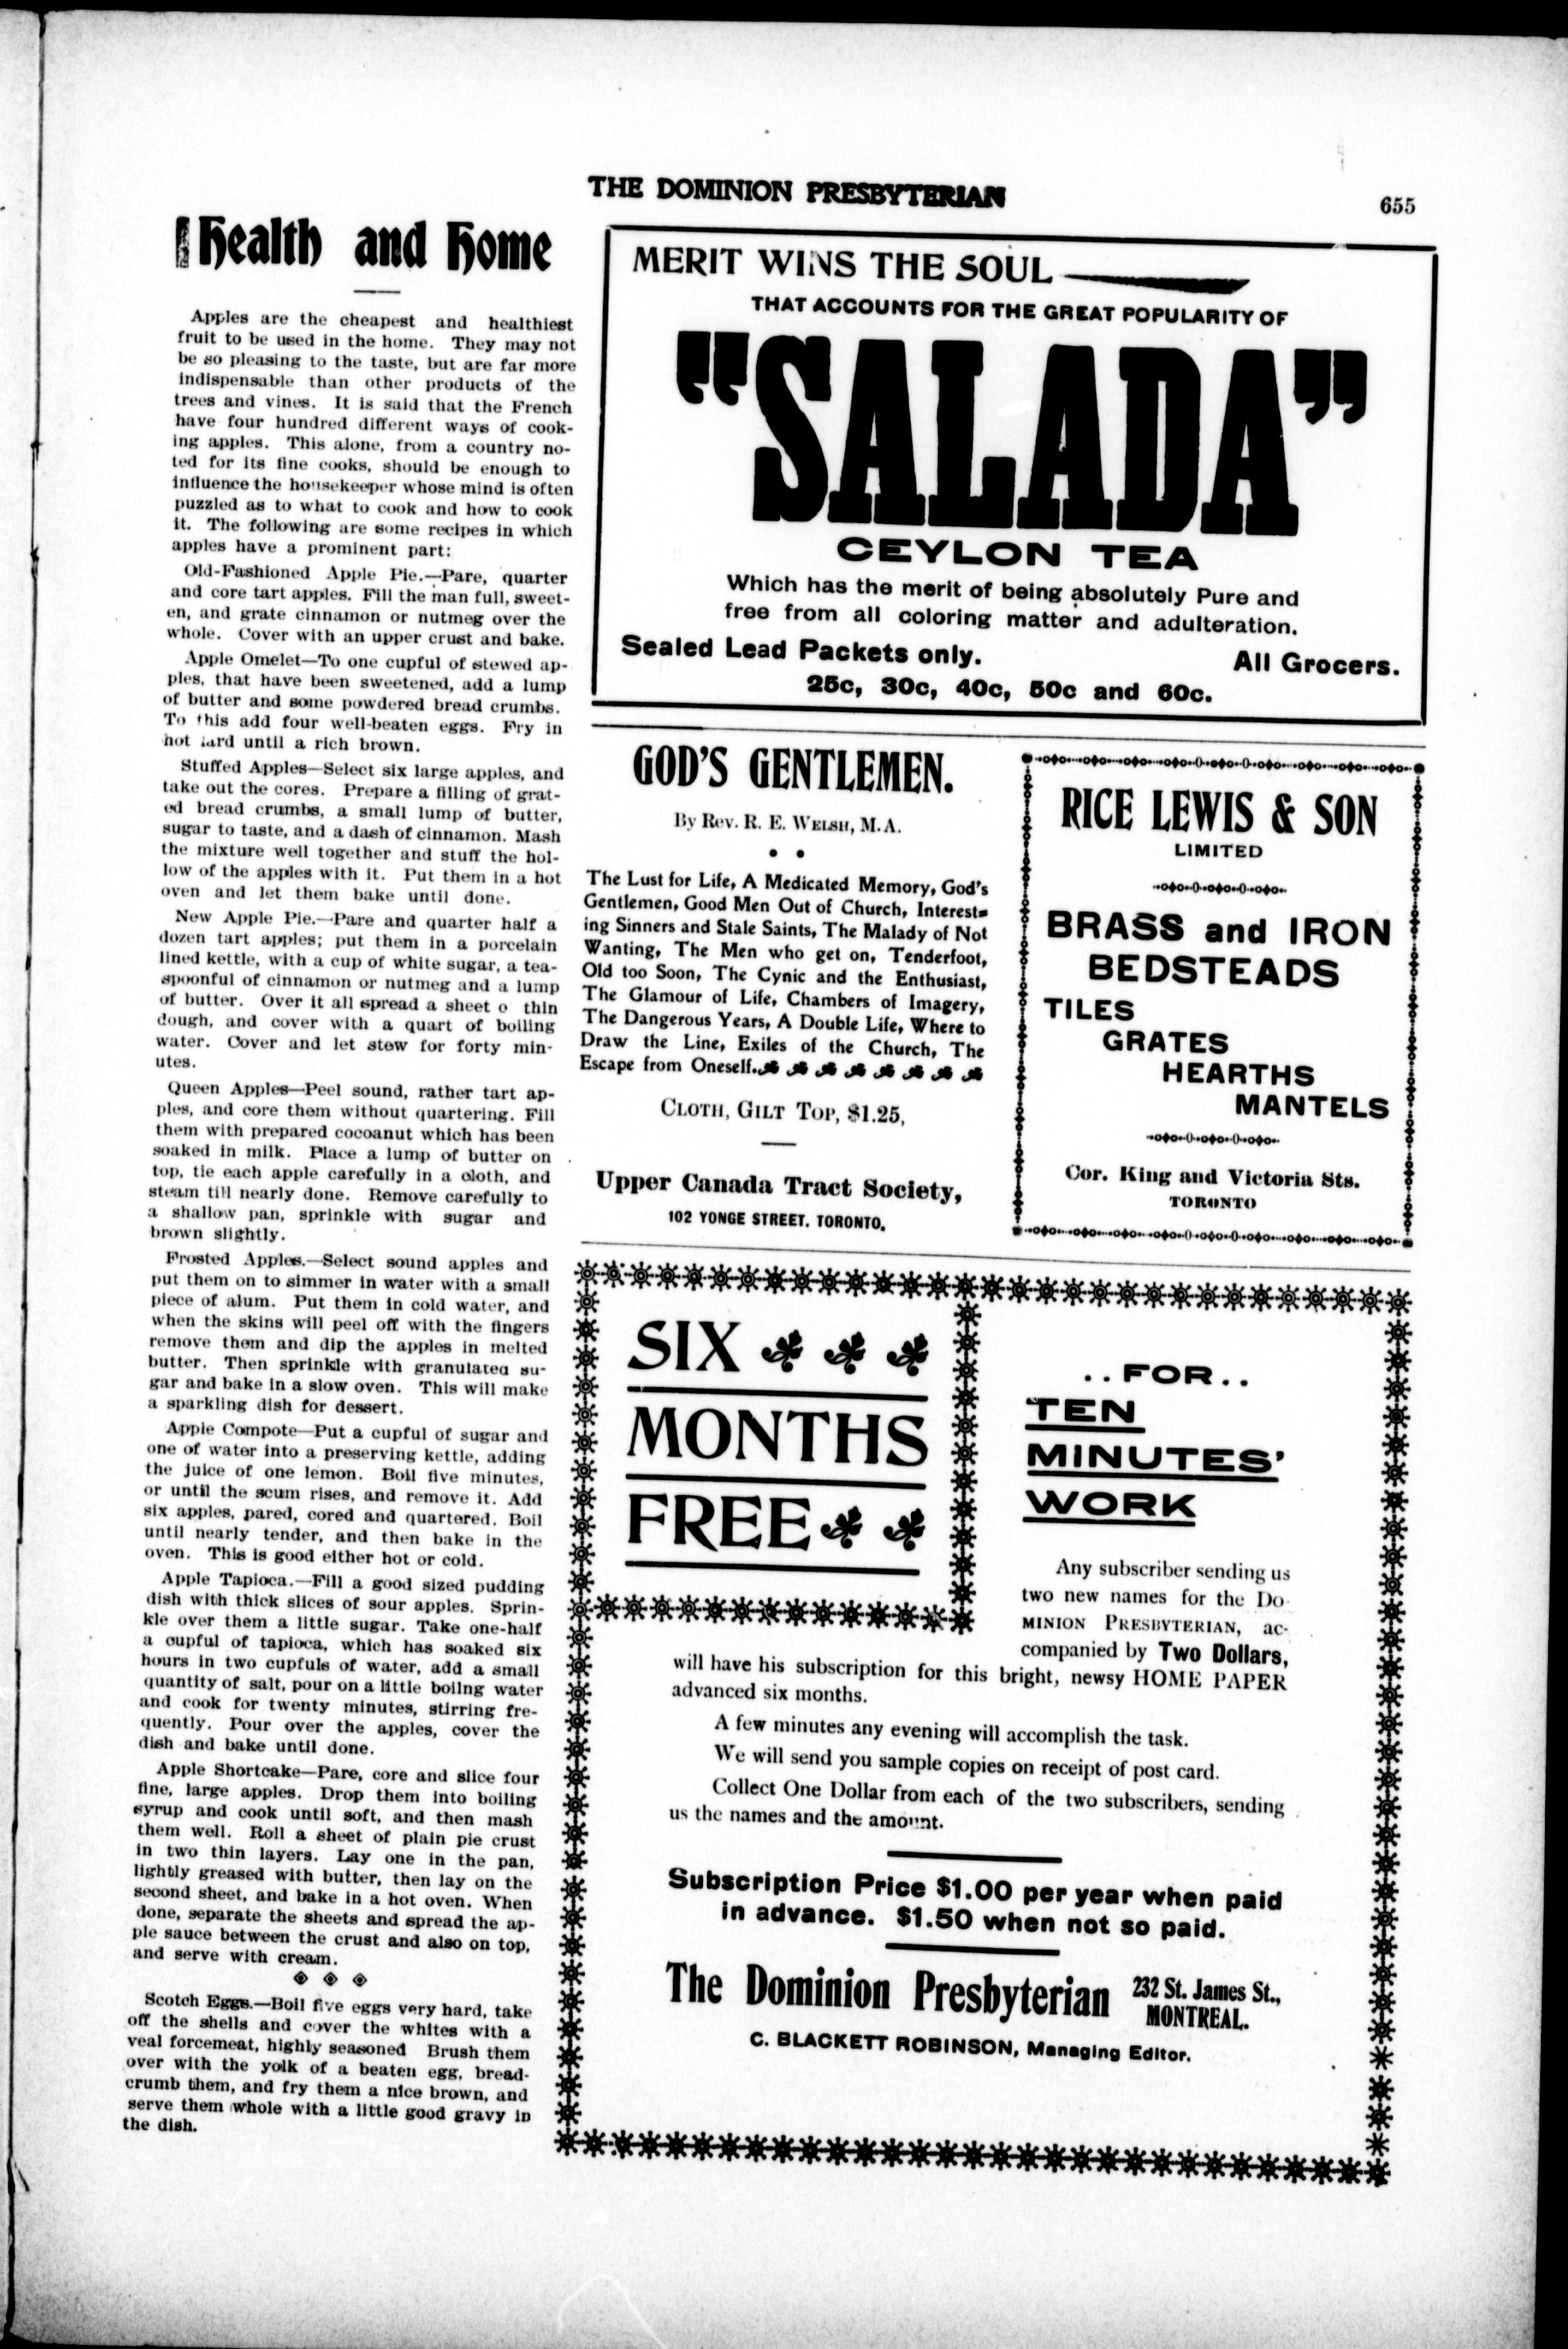 THE DOMINION PRESBYTERIAN
655
Health and Home
Apples are the cheapest and healthiest
fruit to be used in the home. They may not
be so pleasing to the taste, but are far more
indispensable than other products of the
trees and vines. It is said that the French
have four hundred different ways of cook-
ing apples. This alone, from a country no-
ted for its fine cooks, should be enough to
influence the housekeeper whose mind is often
puzzled as to what to cook and how to cook
it. The following are some recipes in which
apples have a prominent part:
Old-Fashioned Apple Pie.—Pare, quarter
and core tart apples. Fill the man full, sweet-
en, and grate cinnamon or nutmeg over the
whole. Cover with an upper crust and bake.
Apple Omelet—To one cupful of stewed ap-
ples, that have been sweetened, add a lump
of butter and some powdered bread crumbs.
To this add four well-beaten eggs. Fry in
hot lard until a rich brown.
Stuffed Apples—Select six large apples, and
take out the cores. Prepare a filling of grat-
ed bread crumbs, a small lump of butter,
sugar to taste, and a dash of cinnamon. Mash
the mixture well together and stuff the hol-
low of the apples with it. Put them in a hot
oven and let them bake until done.
New Apple Pie.—Pare and quarter half a
dozen tart apples; put them in a porcelain
lined kettle, with a cup of white sugar, a tea-
spoonful of cinnamon or nutmeg and a lump
of butter. Over it all spread a sheet o thin
dough, and cover with a quart of boiling
water. Cover and let stew for forty min-
utes.
Queen Apples—Peel sound, rather tart ap-
ples, and core them without quartering. Fill
them with prepared cocoanut which has been
soaked in milk. Place a lump of butter on
top, tie each apple carefully in a cloth, and
steam till nearly done. Remove carefully to
a shallow pan, sprinkle with sugar and
brown slightly.
Frosted Apples.—Select sound apples and
put them on to simmer in water with a small
piece of alum. Put them in cold water, and
when the skins will peel off with the fingers
remove them and dip the apples in melted
butter. Then sprinkle with granulated su-
gar and bake in a slow oven. This will make
a sparkling dish for dessert.
Apple Compote—Put a cupful of sugar and
one of water into a preserving kettle, adding
the juice of one lemon. Boil five minutes,
or until the scum rises, and remove it. Add
six apples, pared, cored and quartered. Boil
until nearly tender, and then bake in the
oven. This is good either hot or cold.
Apple Tapioca.—Fill a good sized pudding
dish with thick slices of sour apples. Sprin-
kle over them a little sugar. Take one-half
a cupful of tapioca, which has soaked six
hours in two cupfuls of water, add a small
quantity of salt, pour on a little boilng water
and cook for twenty minutes, stirring fre-
quently. Pour over the apples, cover the
dish and bake until done.
Apple Shortcake—Pare, core and slice four
fine, large apples. Drop them into boiling
syrup and cook until soft, and then mash
them well. Roll a sheet of plain pie crust
in two thin layers. Lay one in the pan,
lightly greased with butter, then lay on the
second sheet, and bake in a hot oven. When
done, separate the sheets and spread the ap-
ple sauce between the crust and also on top,
and serve with cream.
Scotch Eggs.—Boil five eggs very hard, take
off the shells and cover the whites with a
veal forcemeat, highly seasoned Brush them
over with the yolk of a beaten egg, bread-
crumb them, and fry them a nice brown, and
serve them whole with a little good gravy in
the dish.
MERIT WINS THE SOUL
THAT ACCOUNTS FOR THE GREAT POPULARITY OF
"SALADA"
CEYLON TEA
Which has the merit of being absolutely Pure and
free from all coloring matter and adulteration.
Sealed Lead Packets only. All Grocers.
25c, 30c, 40c, 50c and 60c.
GOD'S GENTLEMEN.
By Rev. R. E. WELSH, M.A.
The Lust for Life, A Medicated Memory, God's
Gentlemen, Good Men Out of Church, Interest-
ing Sinners and Stale Saints, The Malady of Not
Wanting, The Men who get on, Tenderfoot,
Old too Soon, The Cynic and the Enthusiast,
The Glamour of Life, Chambers of Imagery,
The Dangerous Years, A Double Life, Where to
Draw the Line, Exiles of the Church, The
Escape from Oneself.
CLOTH, GILT TOP, $1.25,
Upper Canada Tract Society,
102 YONGE STREET, TORONTO.
RICE LEWIS & SON
LIMITED
BRASS and IRON
BEDSTEADS
TILES
GRATES
HEARTHS
MANTELS
Cor. King and Victoria Sts.
TORONTO
SIX
MONTHS
FREE
..FOR..
TEN
MINUTES'
WORK
Any subscriber sending us
two new names for the DO
MINION PRESBYTERIAN, ac-
companied by Two Dollars,
will have his subscription for this bright, newsy HOME PAPER
advanced six months.
A few minutes any evening will accomplish the task.
We will send you sample copies on receipt of post card.
Collect One Dollar from each of the two subscribers, sending
us the names and the amount.
Subscription Price $1.00 per year when paid
in advance. $1.50 when not so paid.
The Dominion Presbyterian 232 St. James St.,
MONTREAL.
C. BLACKETT ROBINSON, Managing Editor.